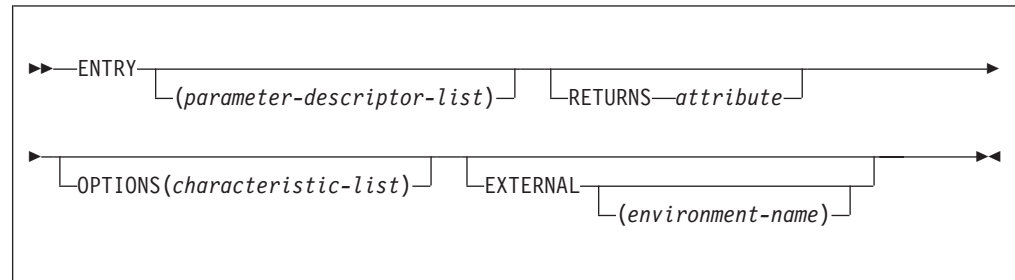 ENTRY
(parameter-descriptor-list)
RETURNS attribute
OPTIONS(characteristic-list)
EXTERNAL
(environment-name)